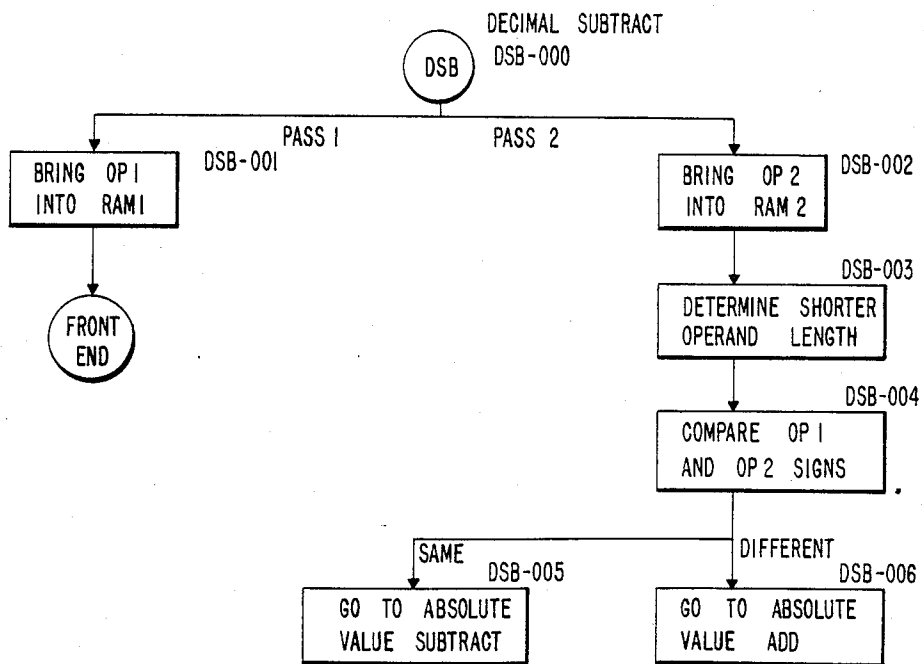 DECIMAL SUBTRACT
DSB-000
DSB
PASS 1
PASS 2
DSB-001
BRING OP 1
INTO RAM 1
FRONT
END
DSB-002
BRING OP 2
INTO RAM 2
DSB-003
DETERMINE SHORTER
OPERAND LENGTH
DSB-004
COMPARE OP 1
AND OP 2 SIGNS
SAME
DIFFERENT
DSB-005
GO TO ABSOLUTE
VALUE SUBTRACT
DSB-006
GO TO ABSOLUTE
VALUE ADD